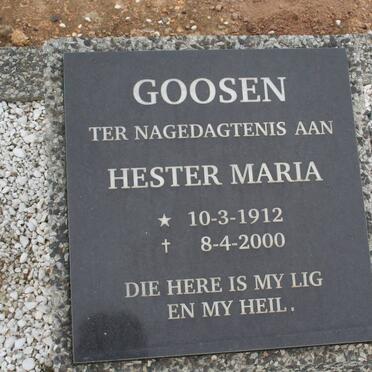 GOOSEN
TER NAGEDAGTENIS AAN
HESTER MARIA
★ 10-3-1912
† 8-4-2000
DIE HERE IS MY LIG
EN MY HEIL.